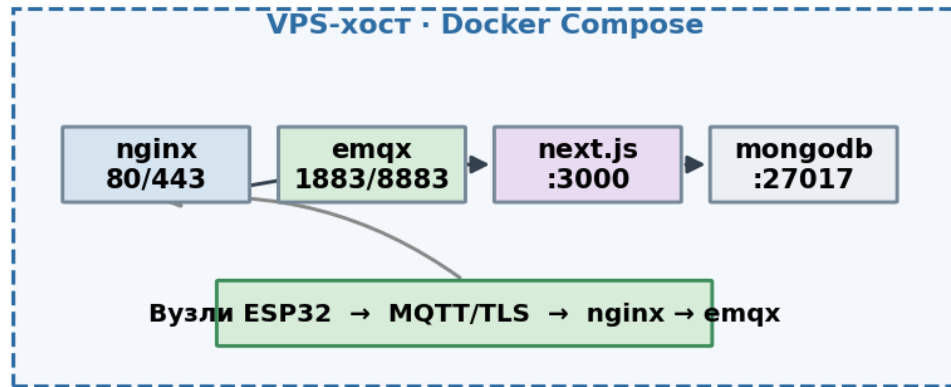 VPS-хост · Docker Compose
nginx
80/443
emqx
1883/8883
next.js
:3000
mongodb
:27017
Вузли ESP32 → MQTT/TLS → nginx → emqx